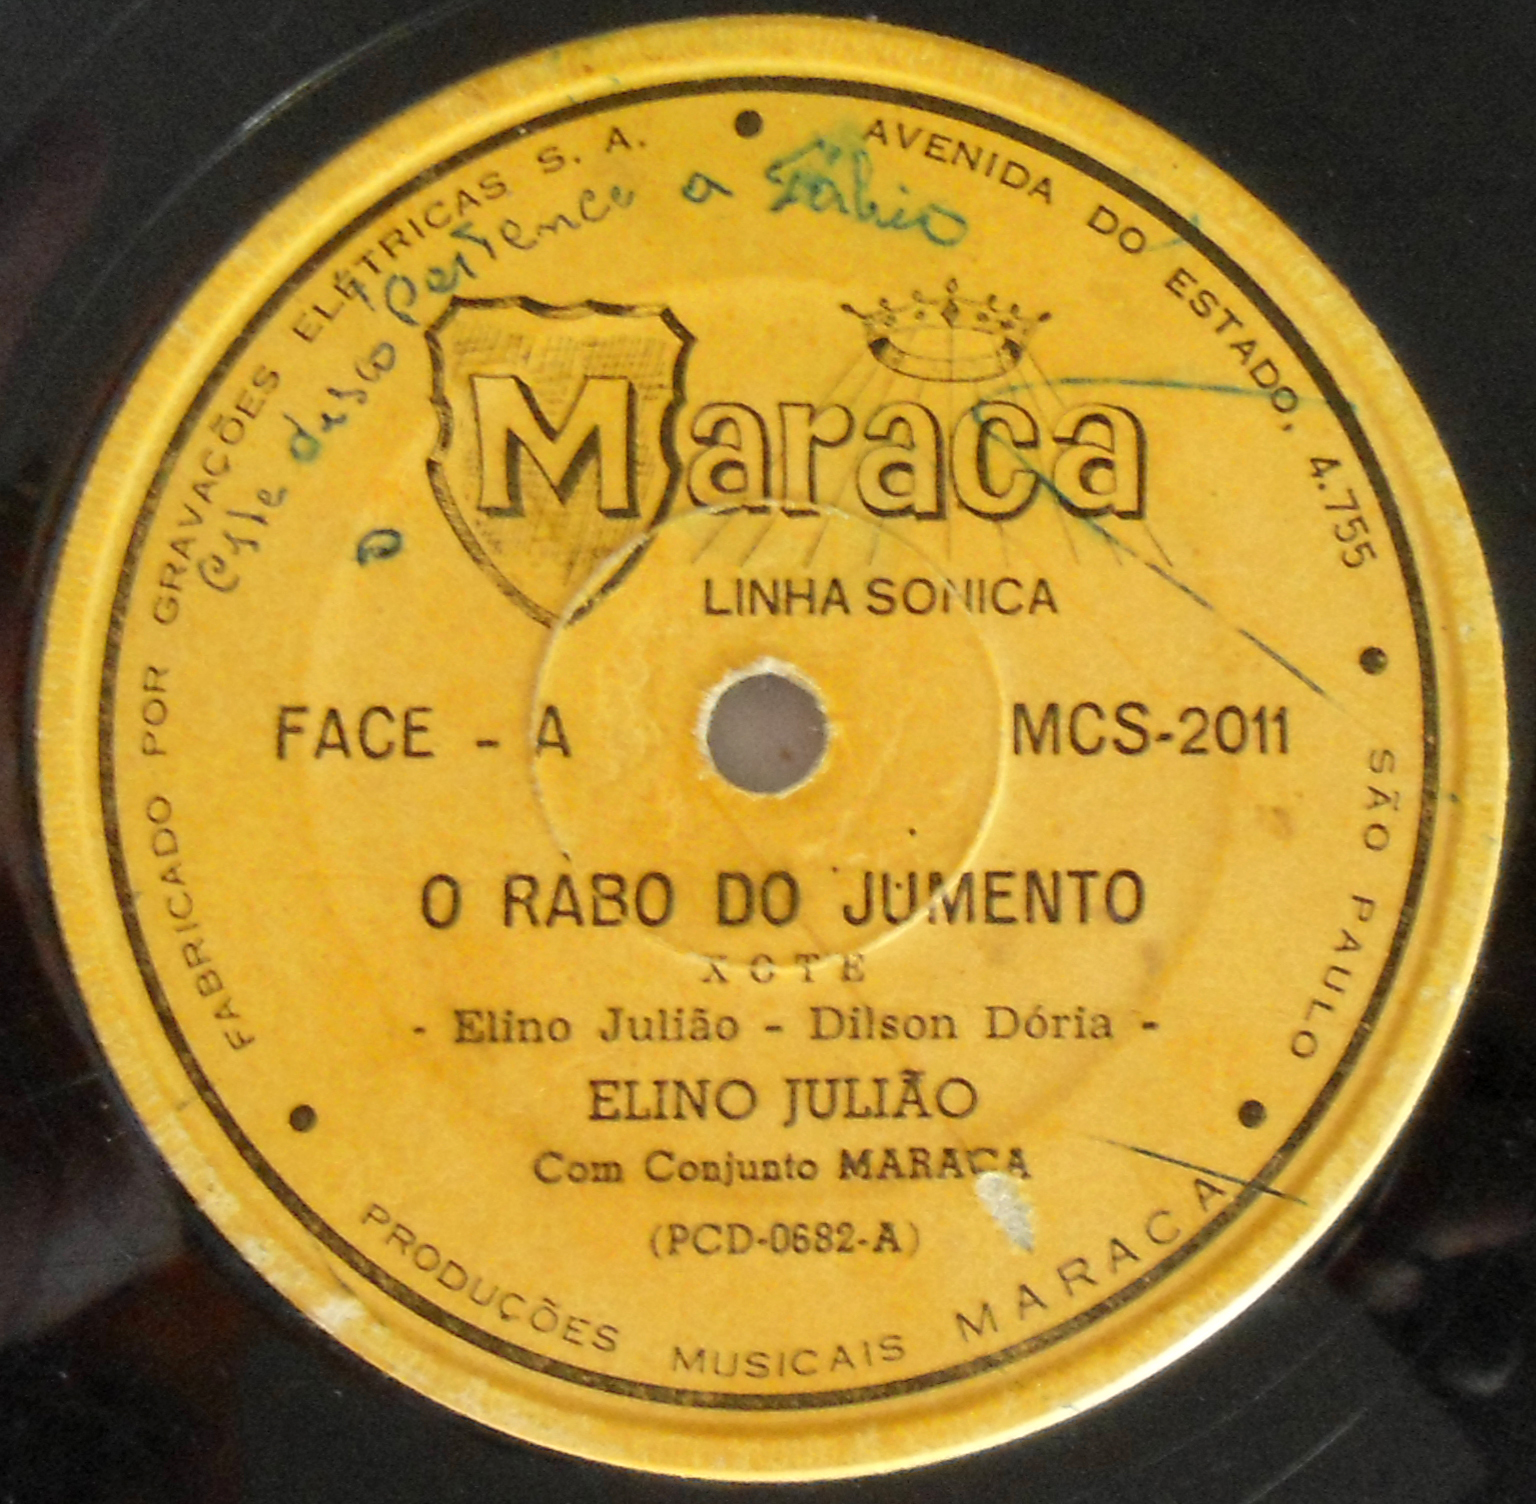 FABRICADO POR GRAVAÇÕES ELÉTRICAS S. A. • AVENIDA DO ESTADO, 4.755 • SÃO PAULO •
Este disco pertence a Fábio
Maraca
LINHA SONICA
FACE - A
MCS-2011
O RABO DO JUMENTO
XOTE
- Elino Julião - Dilson Dória -
ELINO JULIÃO
Com Conjunto MARACA
(PCD-0682-A)
PRODUÇÕES MUSICAIS MARACA